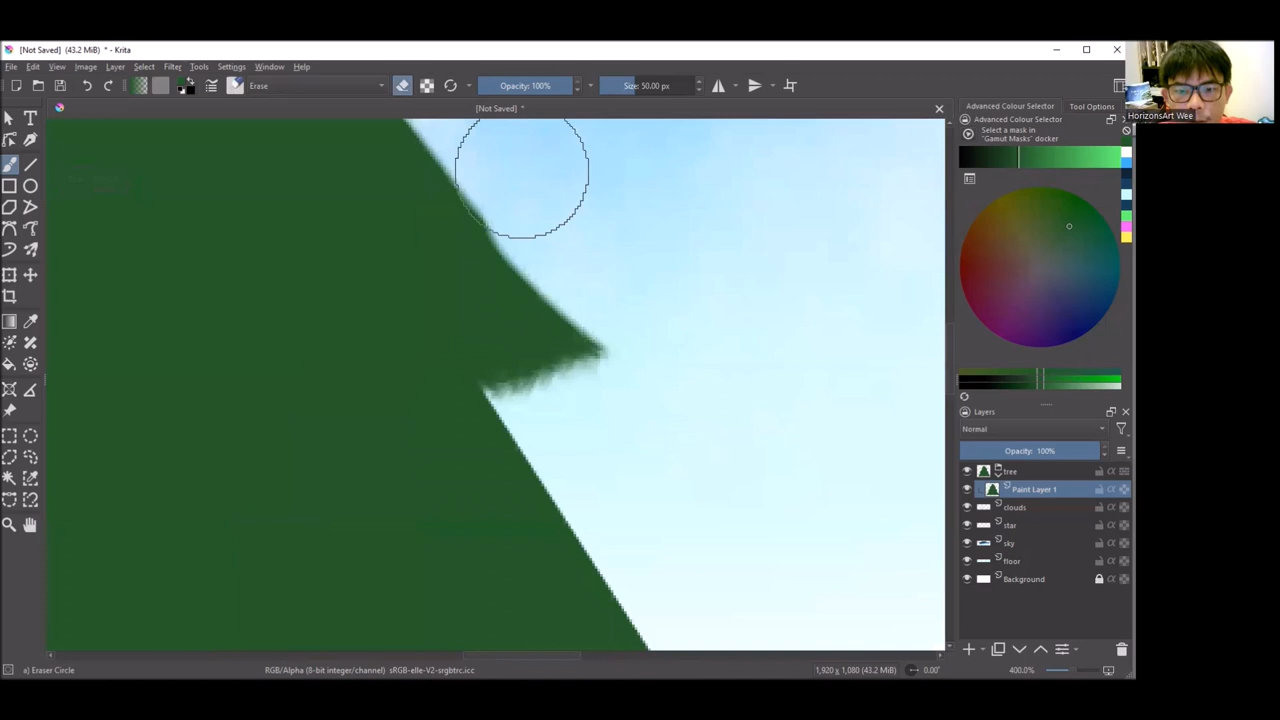 [Not Saved] (43.2 MiB) * - Krita
File Edit View Image Layer Select Filter Tools Settings Window Help
Erase
Opacity: 100%
Size: 50.00 px
HorizonsArt Wee
[Not Saved] *
Advanced Colour Selector
Tool Options
Advanced Colour Selector
Select a mask in
"Gamut Masks" docker
Layers
Normal
Opacity: 100%
tree
Paint Layer 1
clouds
star
sky
floor
Background
a) Eraser Circle
RGB/Alpha (8-bit integer/channel) sRGB-elle-V2-srgbtrc.icc
1,920 x 1,080 (43.2 MiB)
0.00°
400.0%